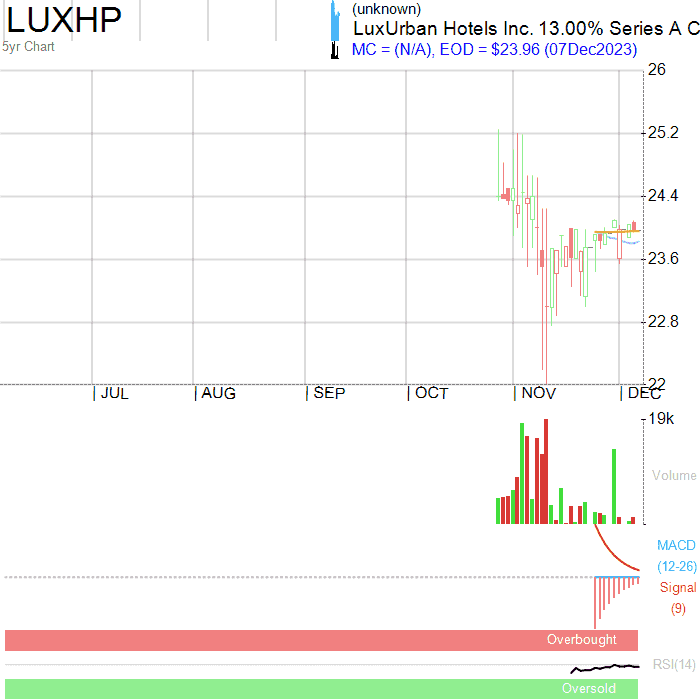 LUXHP
(unknown)
LuxUrban Hotels Inc. 13.00% Series A C
5yr Chart
MC = (N/A), EOD = $23.96 (07Dec2023)
26
25.2
24.4
23.6
22.8
22
JUL AUG SEP OCT NOV DEC
19k
Volume
MACD
(12-26)
Signal
(9)
Overbought
RSI(14)
Oversold